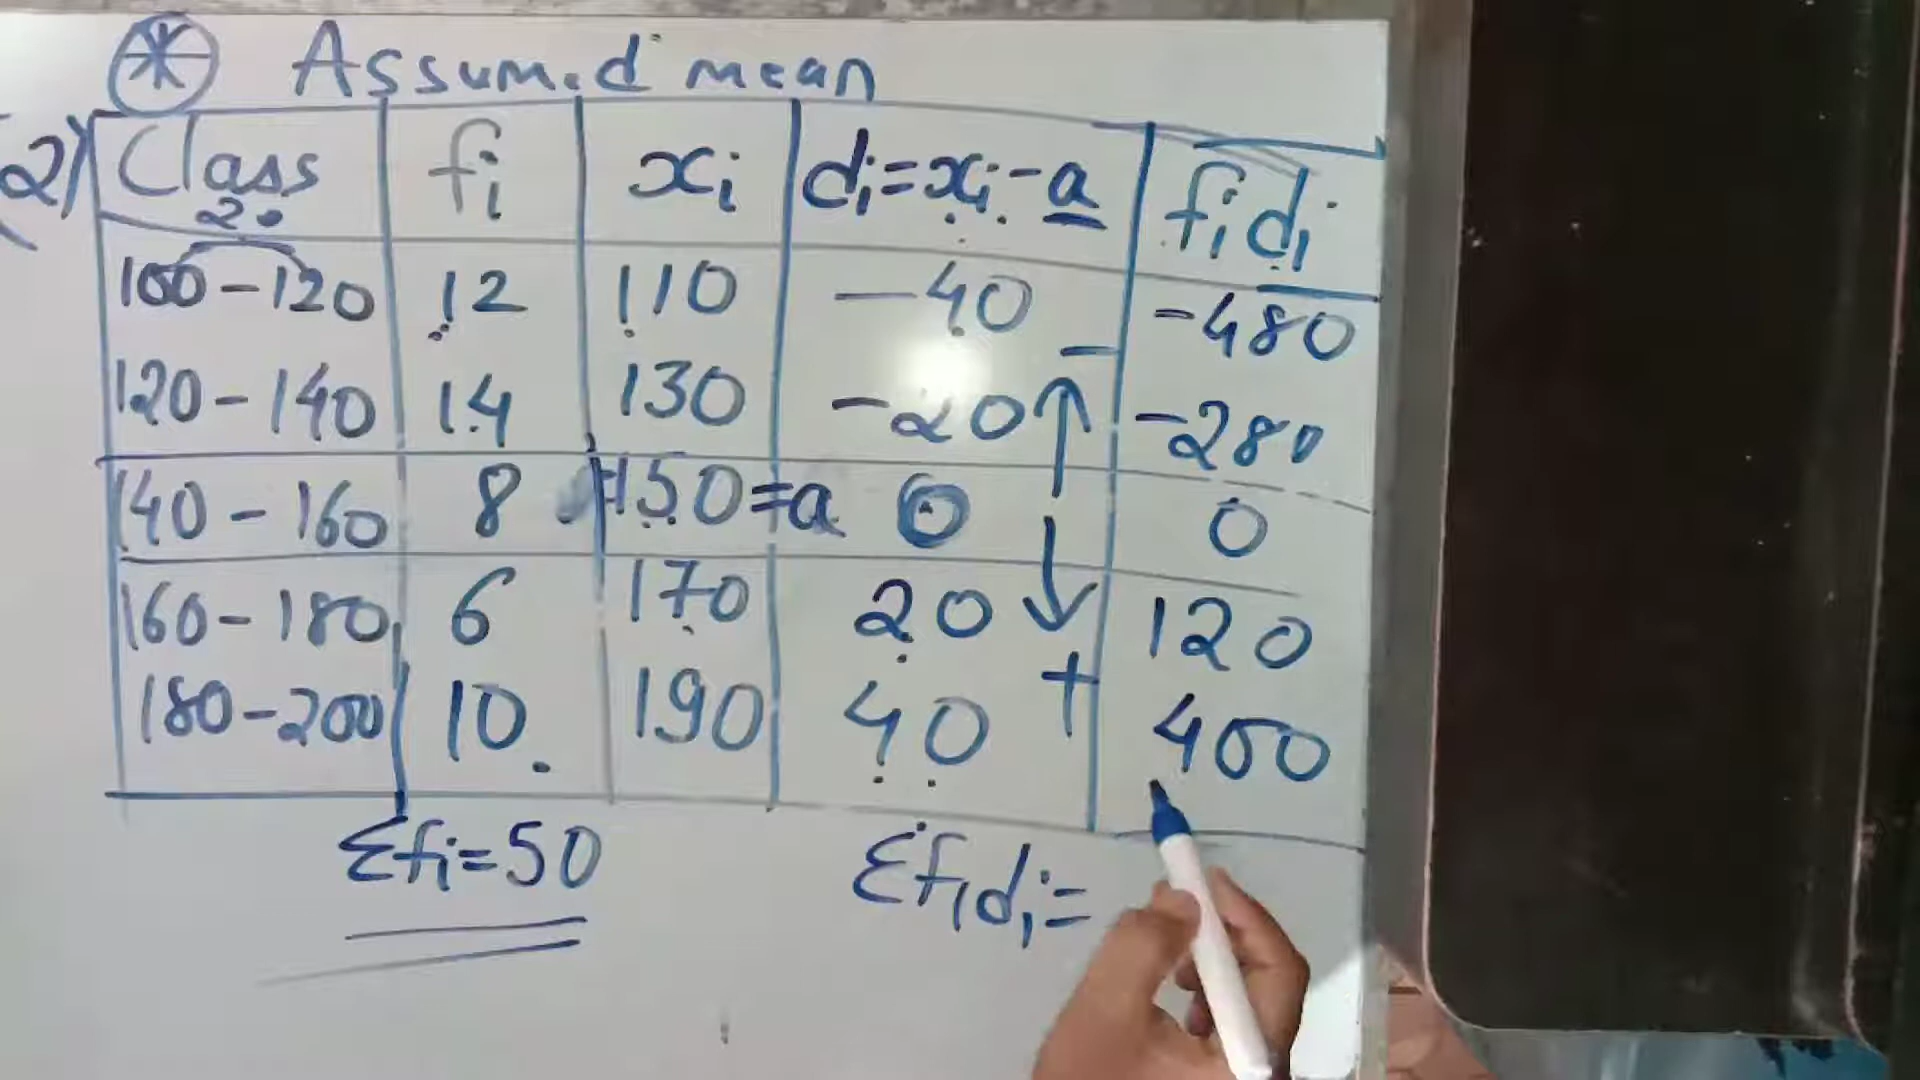 * Assumed mean
2) Class fi xi di=xi-a fidi
20
100-120 12 110 -40 -480
120-140 14 130 -20 -280
140-160 8 150=a 0 0
160-180 6 170 20 120
180-200 10 190 40 400
Σfi=50 Σfidi=